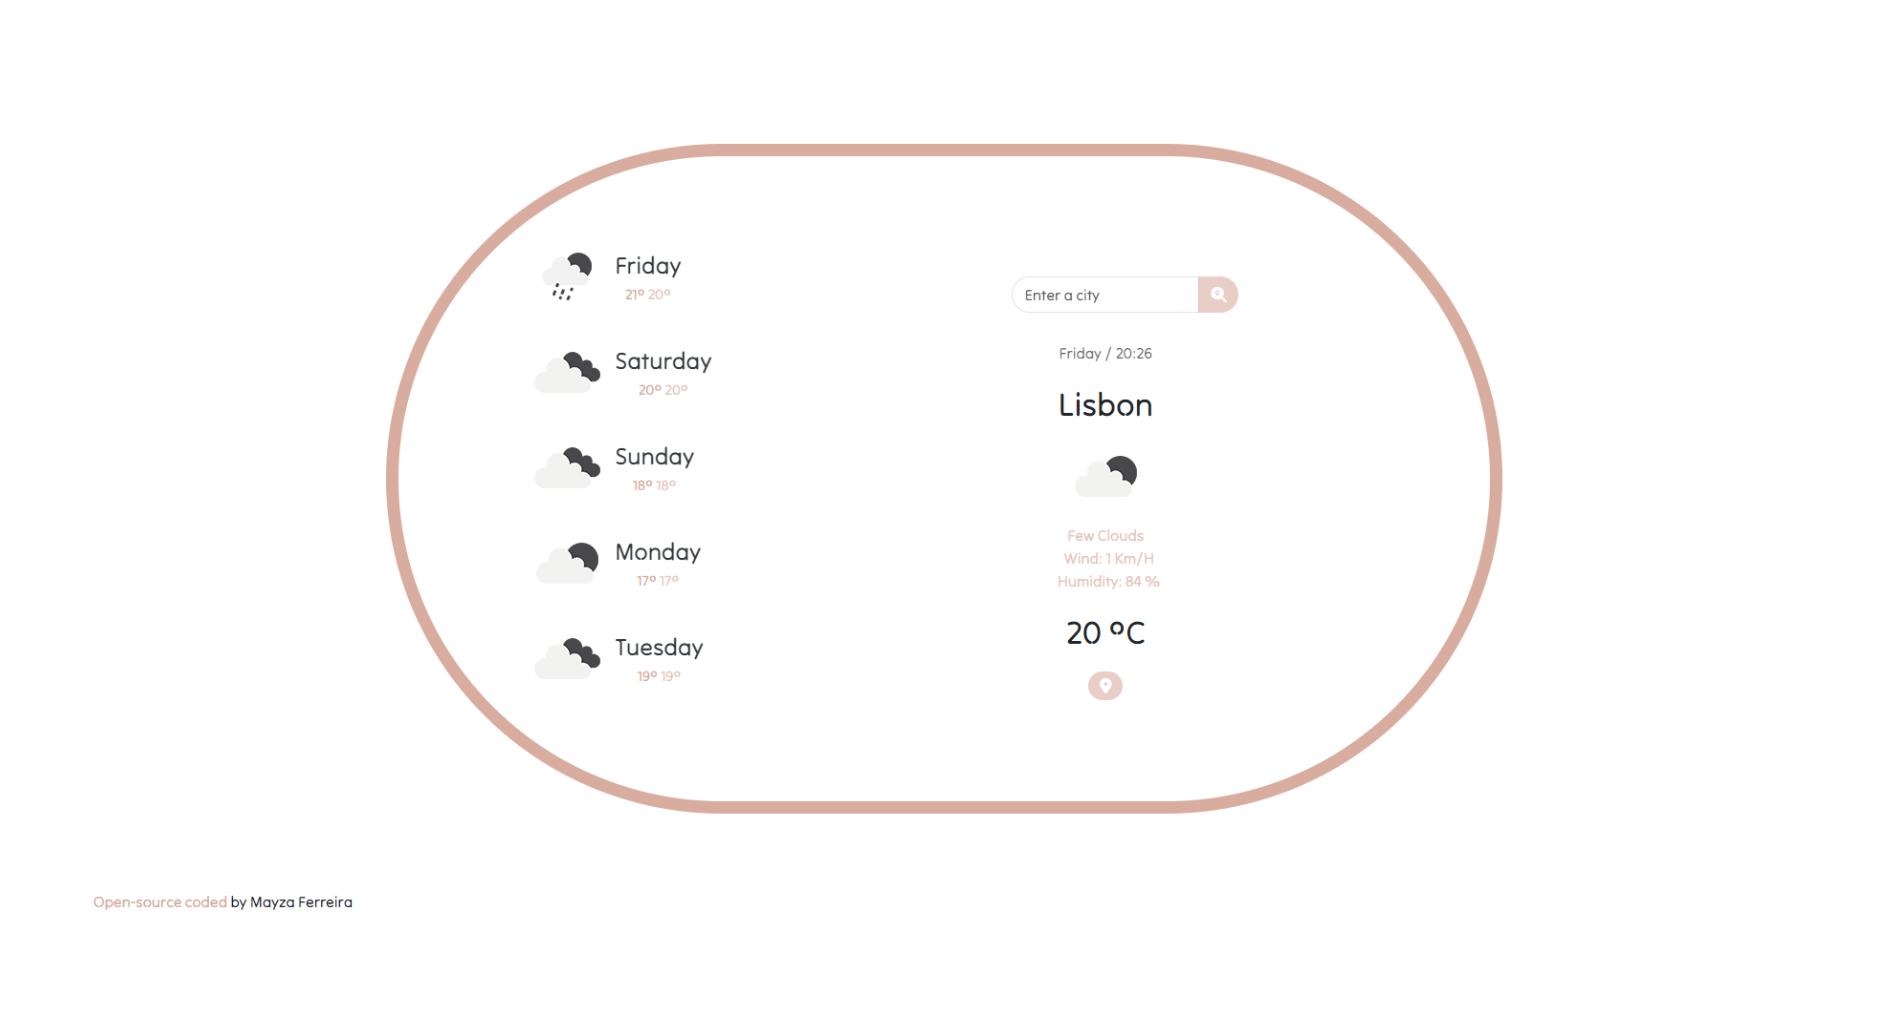 Friday
21º 20º
Saturday
20º 20º
Sunday
18º 18º
Monday
17º 17º
Tuesday
19º 19º
Enter a city
Friday / 20:26
Lisbon
Few Clouds
Wind: 1 Km/H
Humidity: 84 %
20 ºC
Open-source coded by Mayza Ferreira